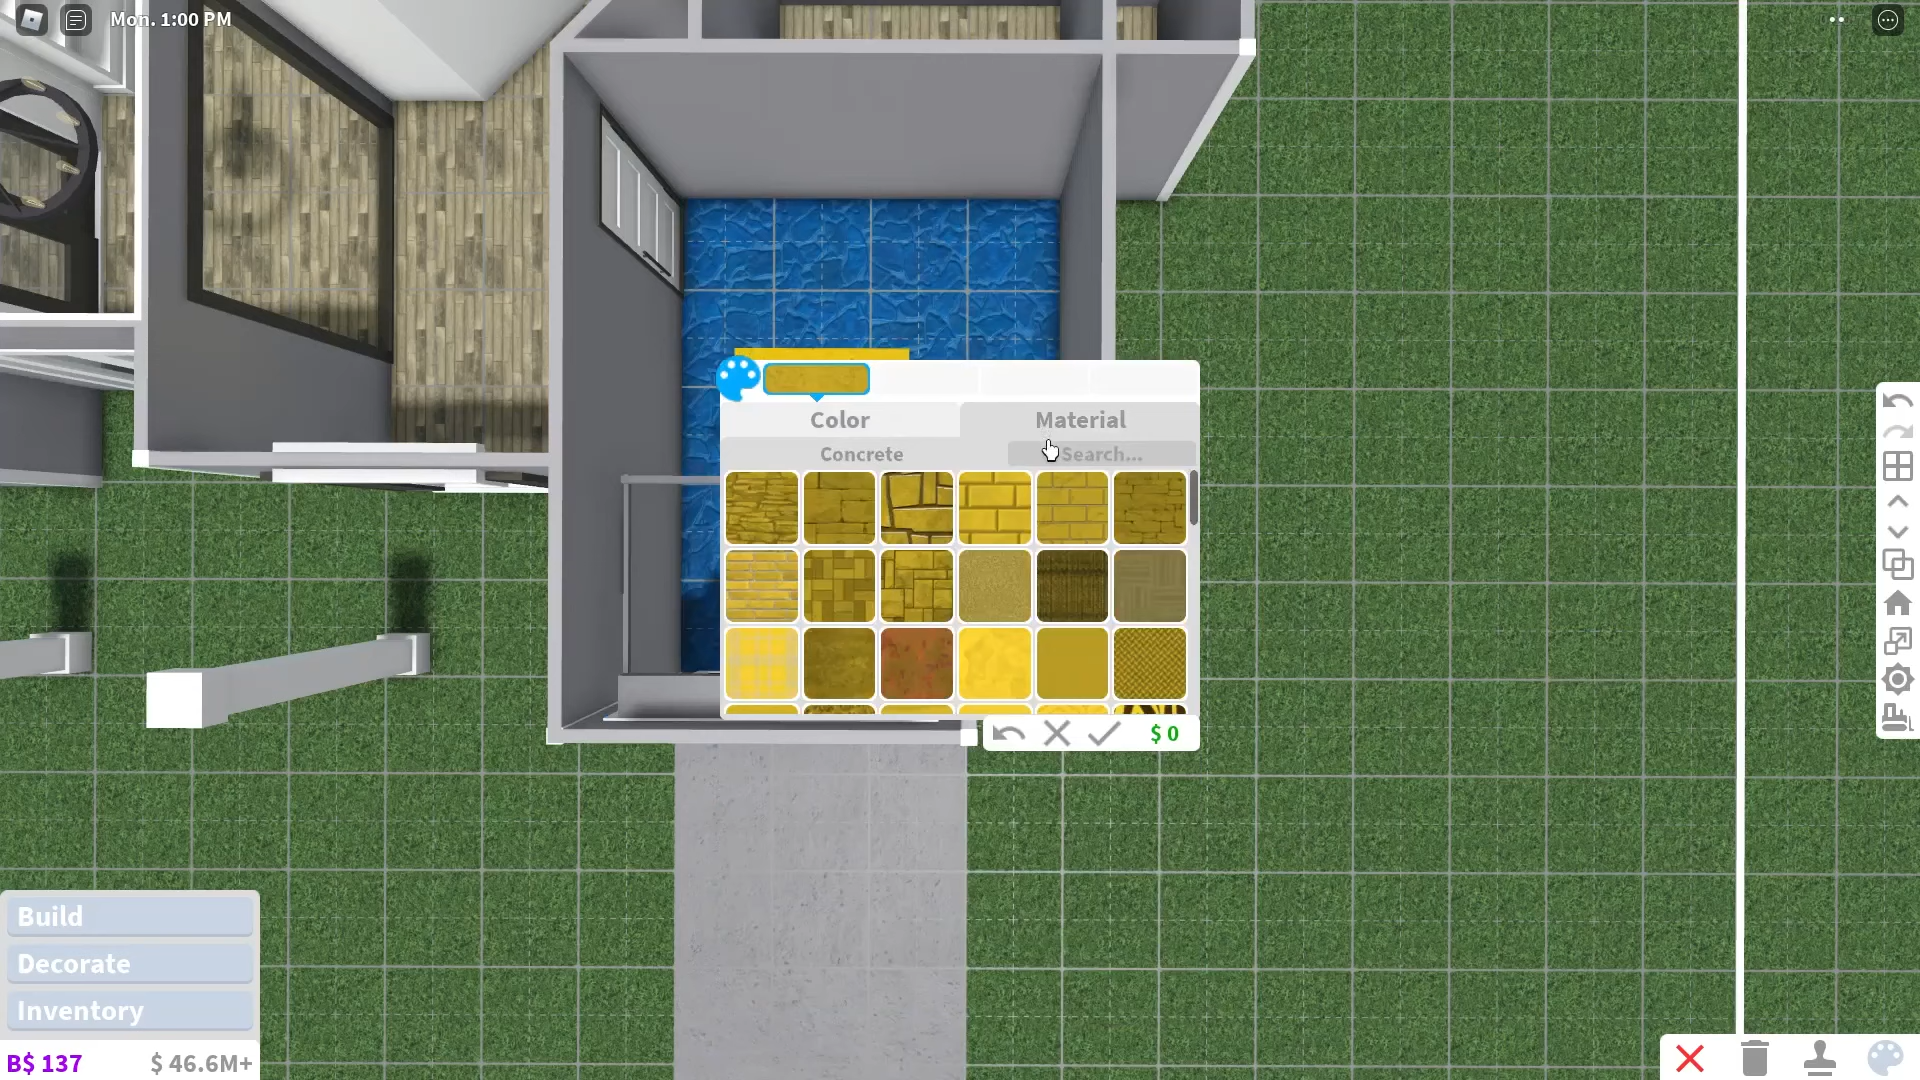 Mon. 1:00 PM
Color
Material
Concrete
Search...
$ 0
Build
Decorate
Inventory
B$ 137
$ 46.6M+